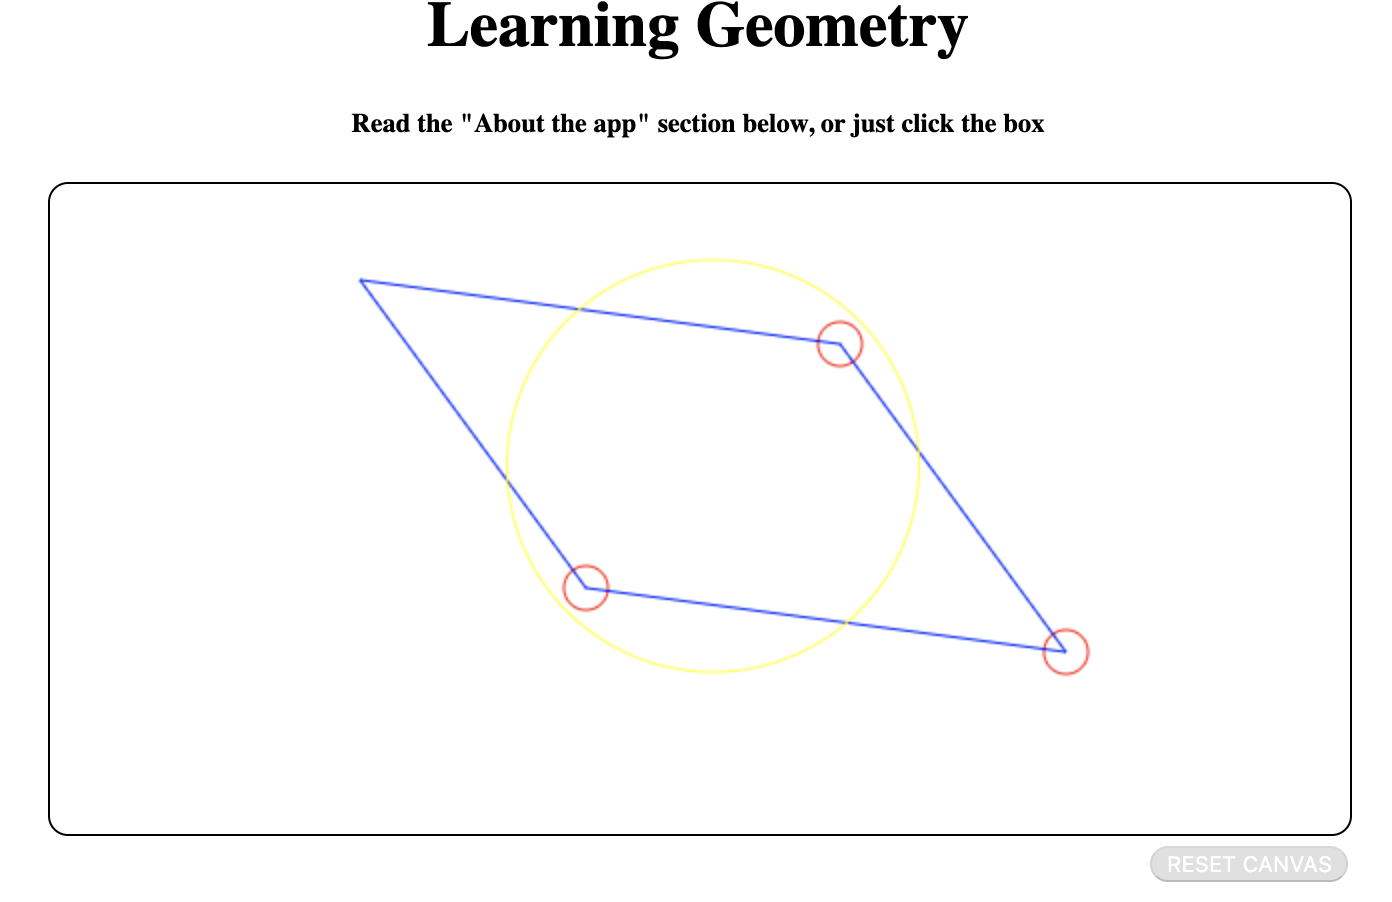 Learning Geometry
Read the "About the app" section below, or just click the box
RESET CANVAS